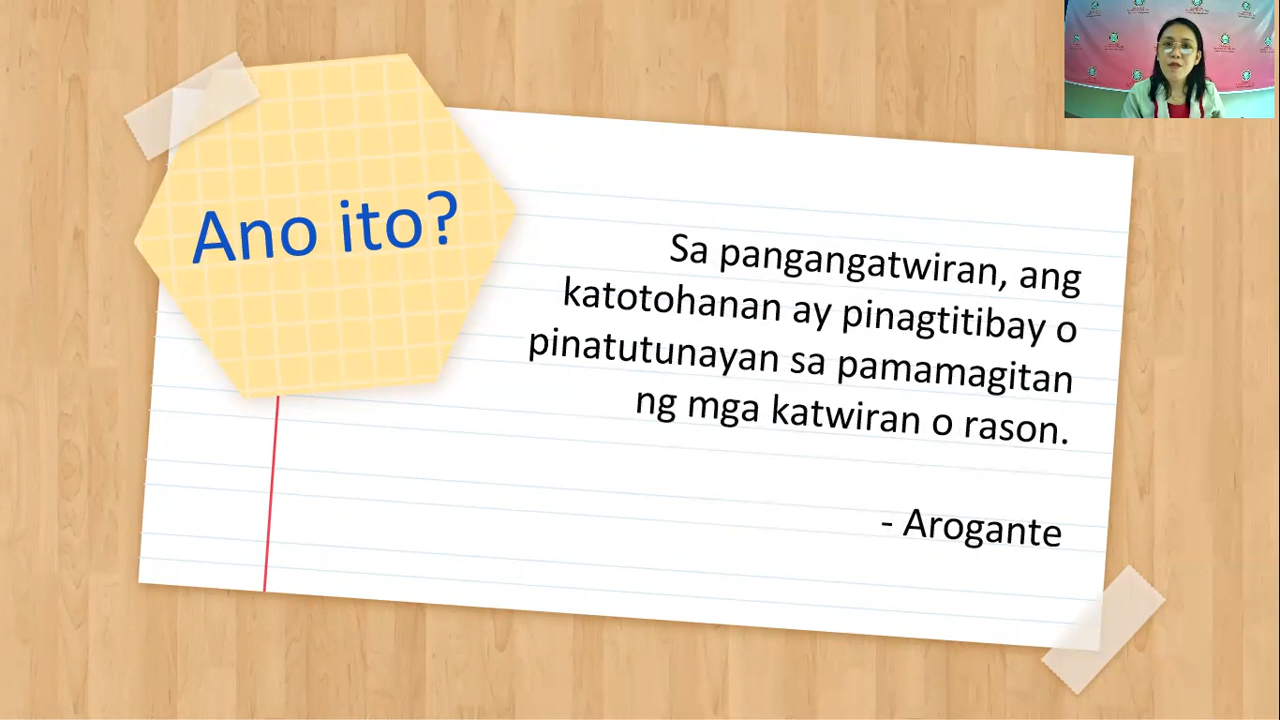 Ano ito?
Sa pangangatwiran, ang
katotohanan ay pinagtitibay o
pinatutunayan sa pamamagitan
ng mga katwiran o rason.
- Arogante